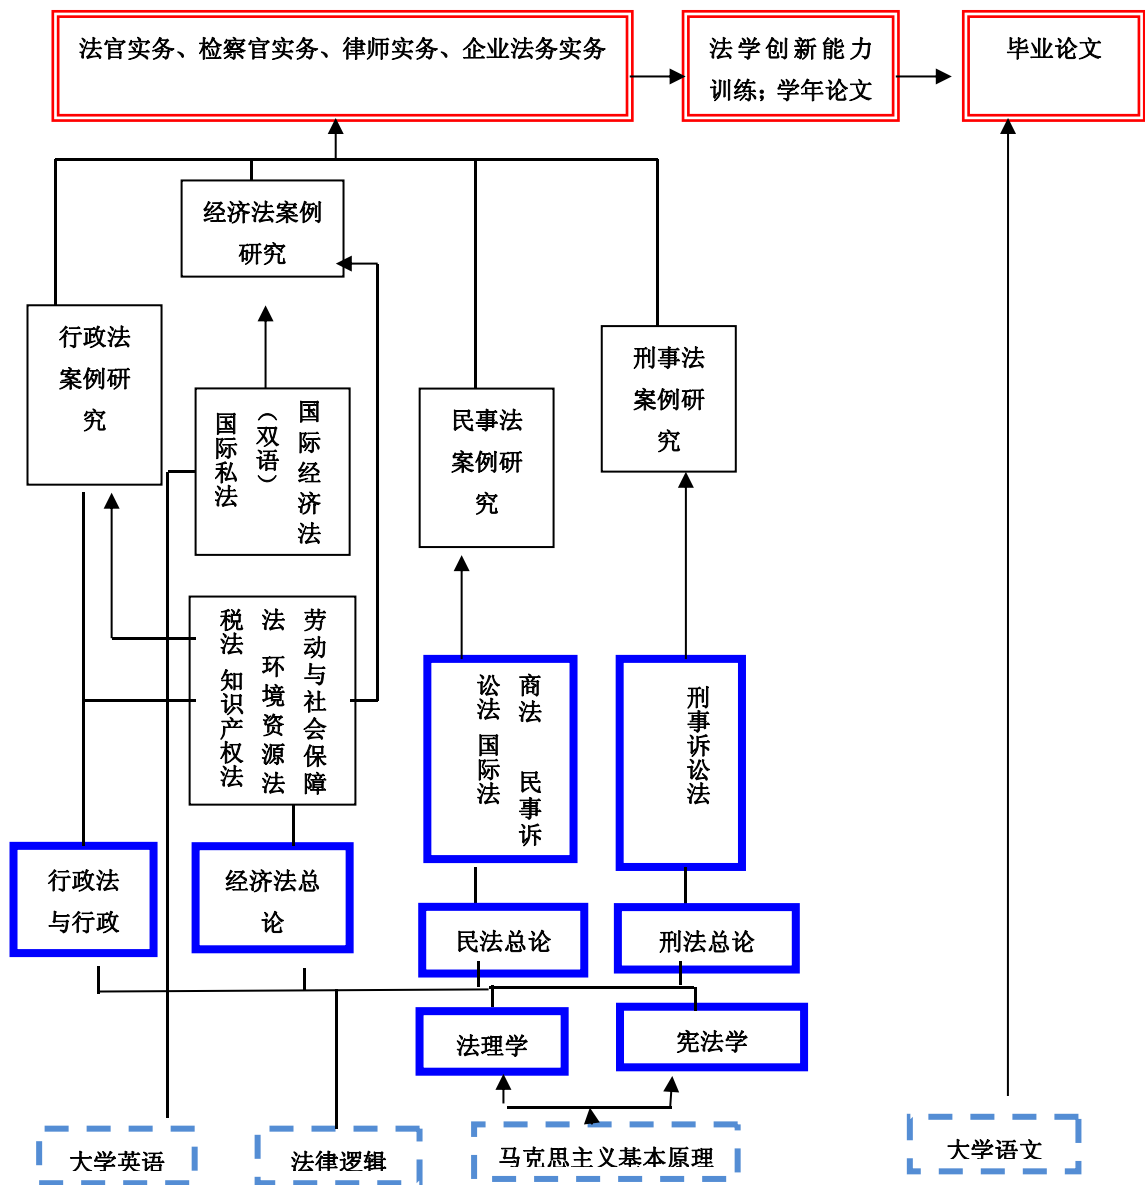 法官实务、检察官实务、律师实务、企业法务实务
法学创新能力
训练；学年论文
毕业论文
经济法案例
研究
行政法
案例研
究
刑事法
案例研
究
民事法
案例研
究
国际经济法
（双语）
国际私法
劳动与社会保障
法 环境资源法
税法 知识产权法
商法 民事诉
讼法 国际法
刑事诉讼法
行政法
与行政
经济法总
论
民法总论
刑法总论
法理学
宪法学
大学英语
法律逻辑
马克思主义基本原理
大学语文